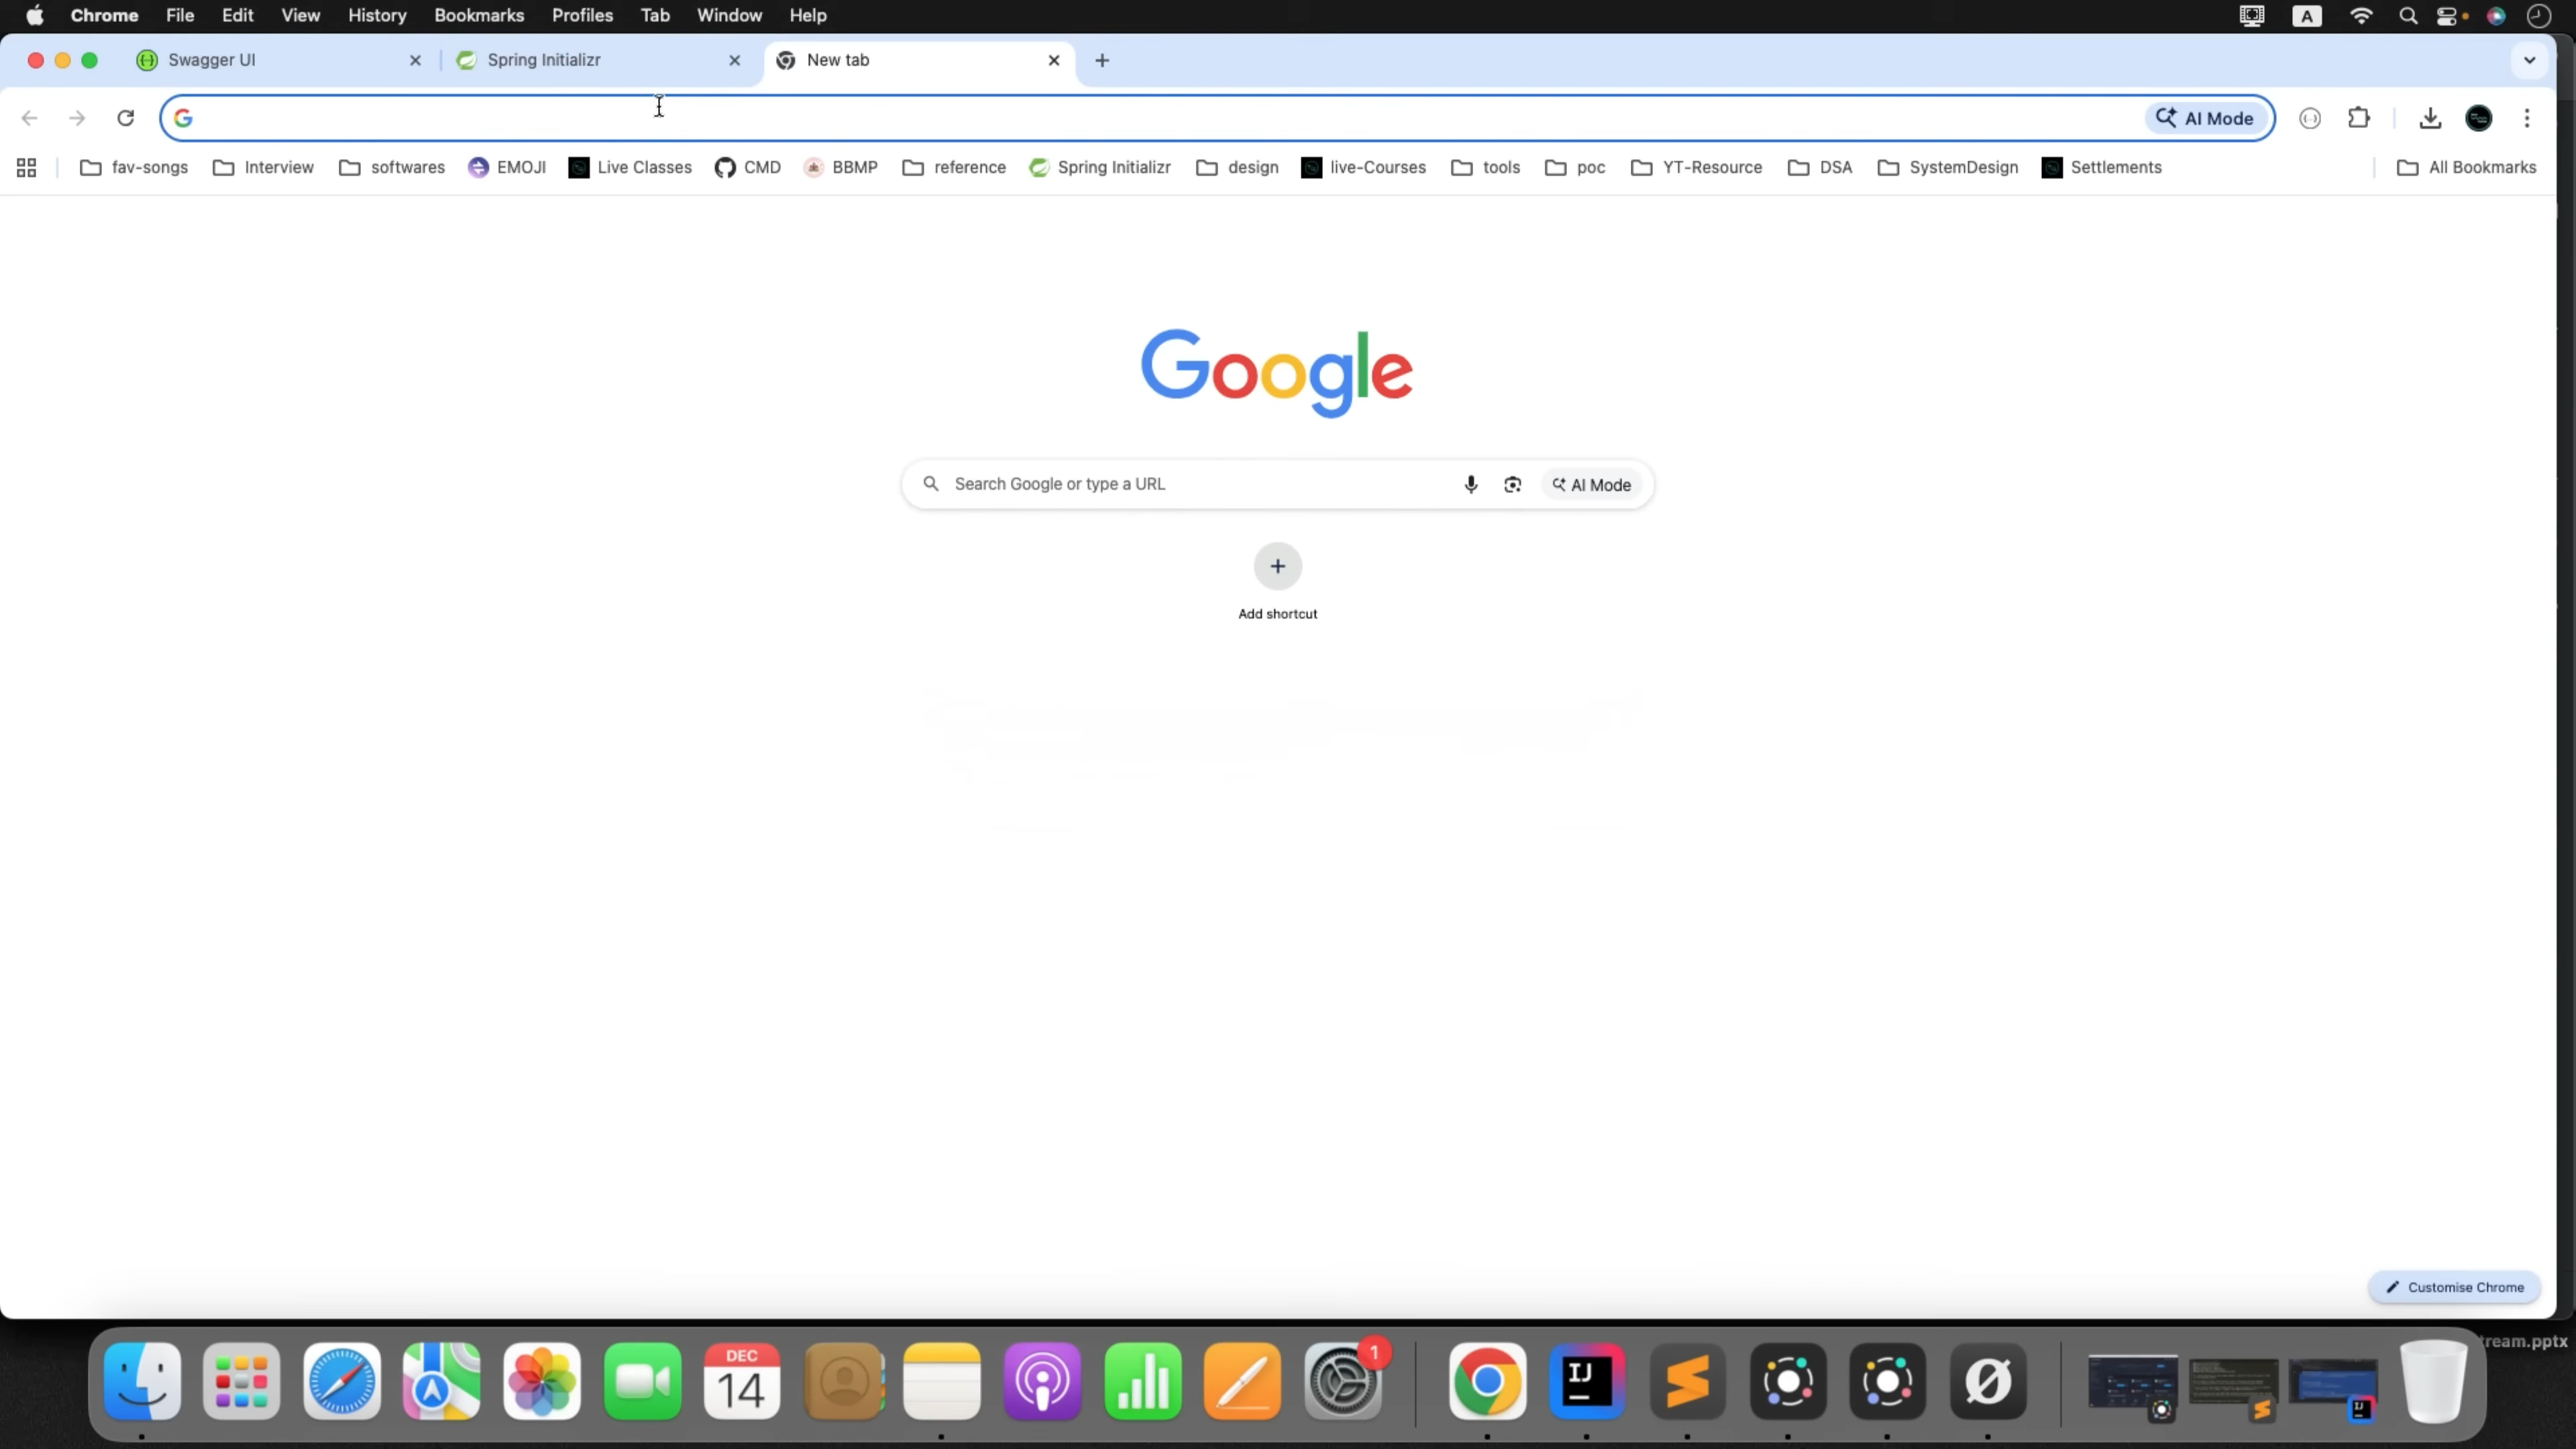 Chrome File Edit View History Bookmarks Profiles Tab Window Help A
Swagger UI Spring Initializr New tab
AI Mode
fav-songs Interview softwares EMOJI Live Classes CMD BBMP reference Spring Initializr design live-Courses tools poc YT-Resource DSA SystemDesign Settlements All Bookmarks
Google
Search Google or type a URL AI Mode
Add shortcut
Customise Chrome
tream.pptx
DEC
14
1
IJ